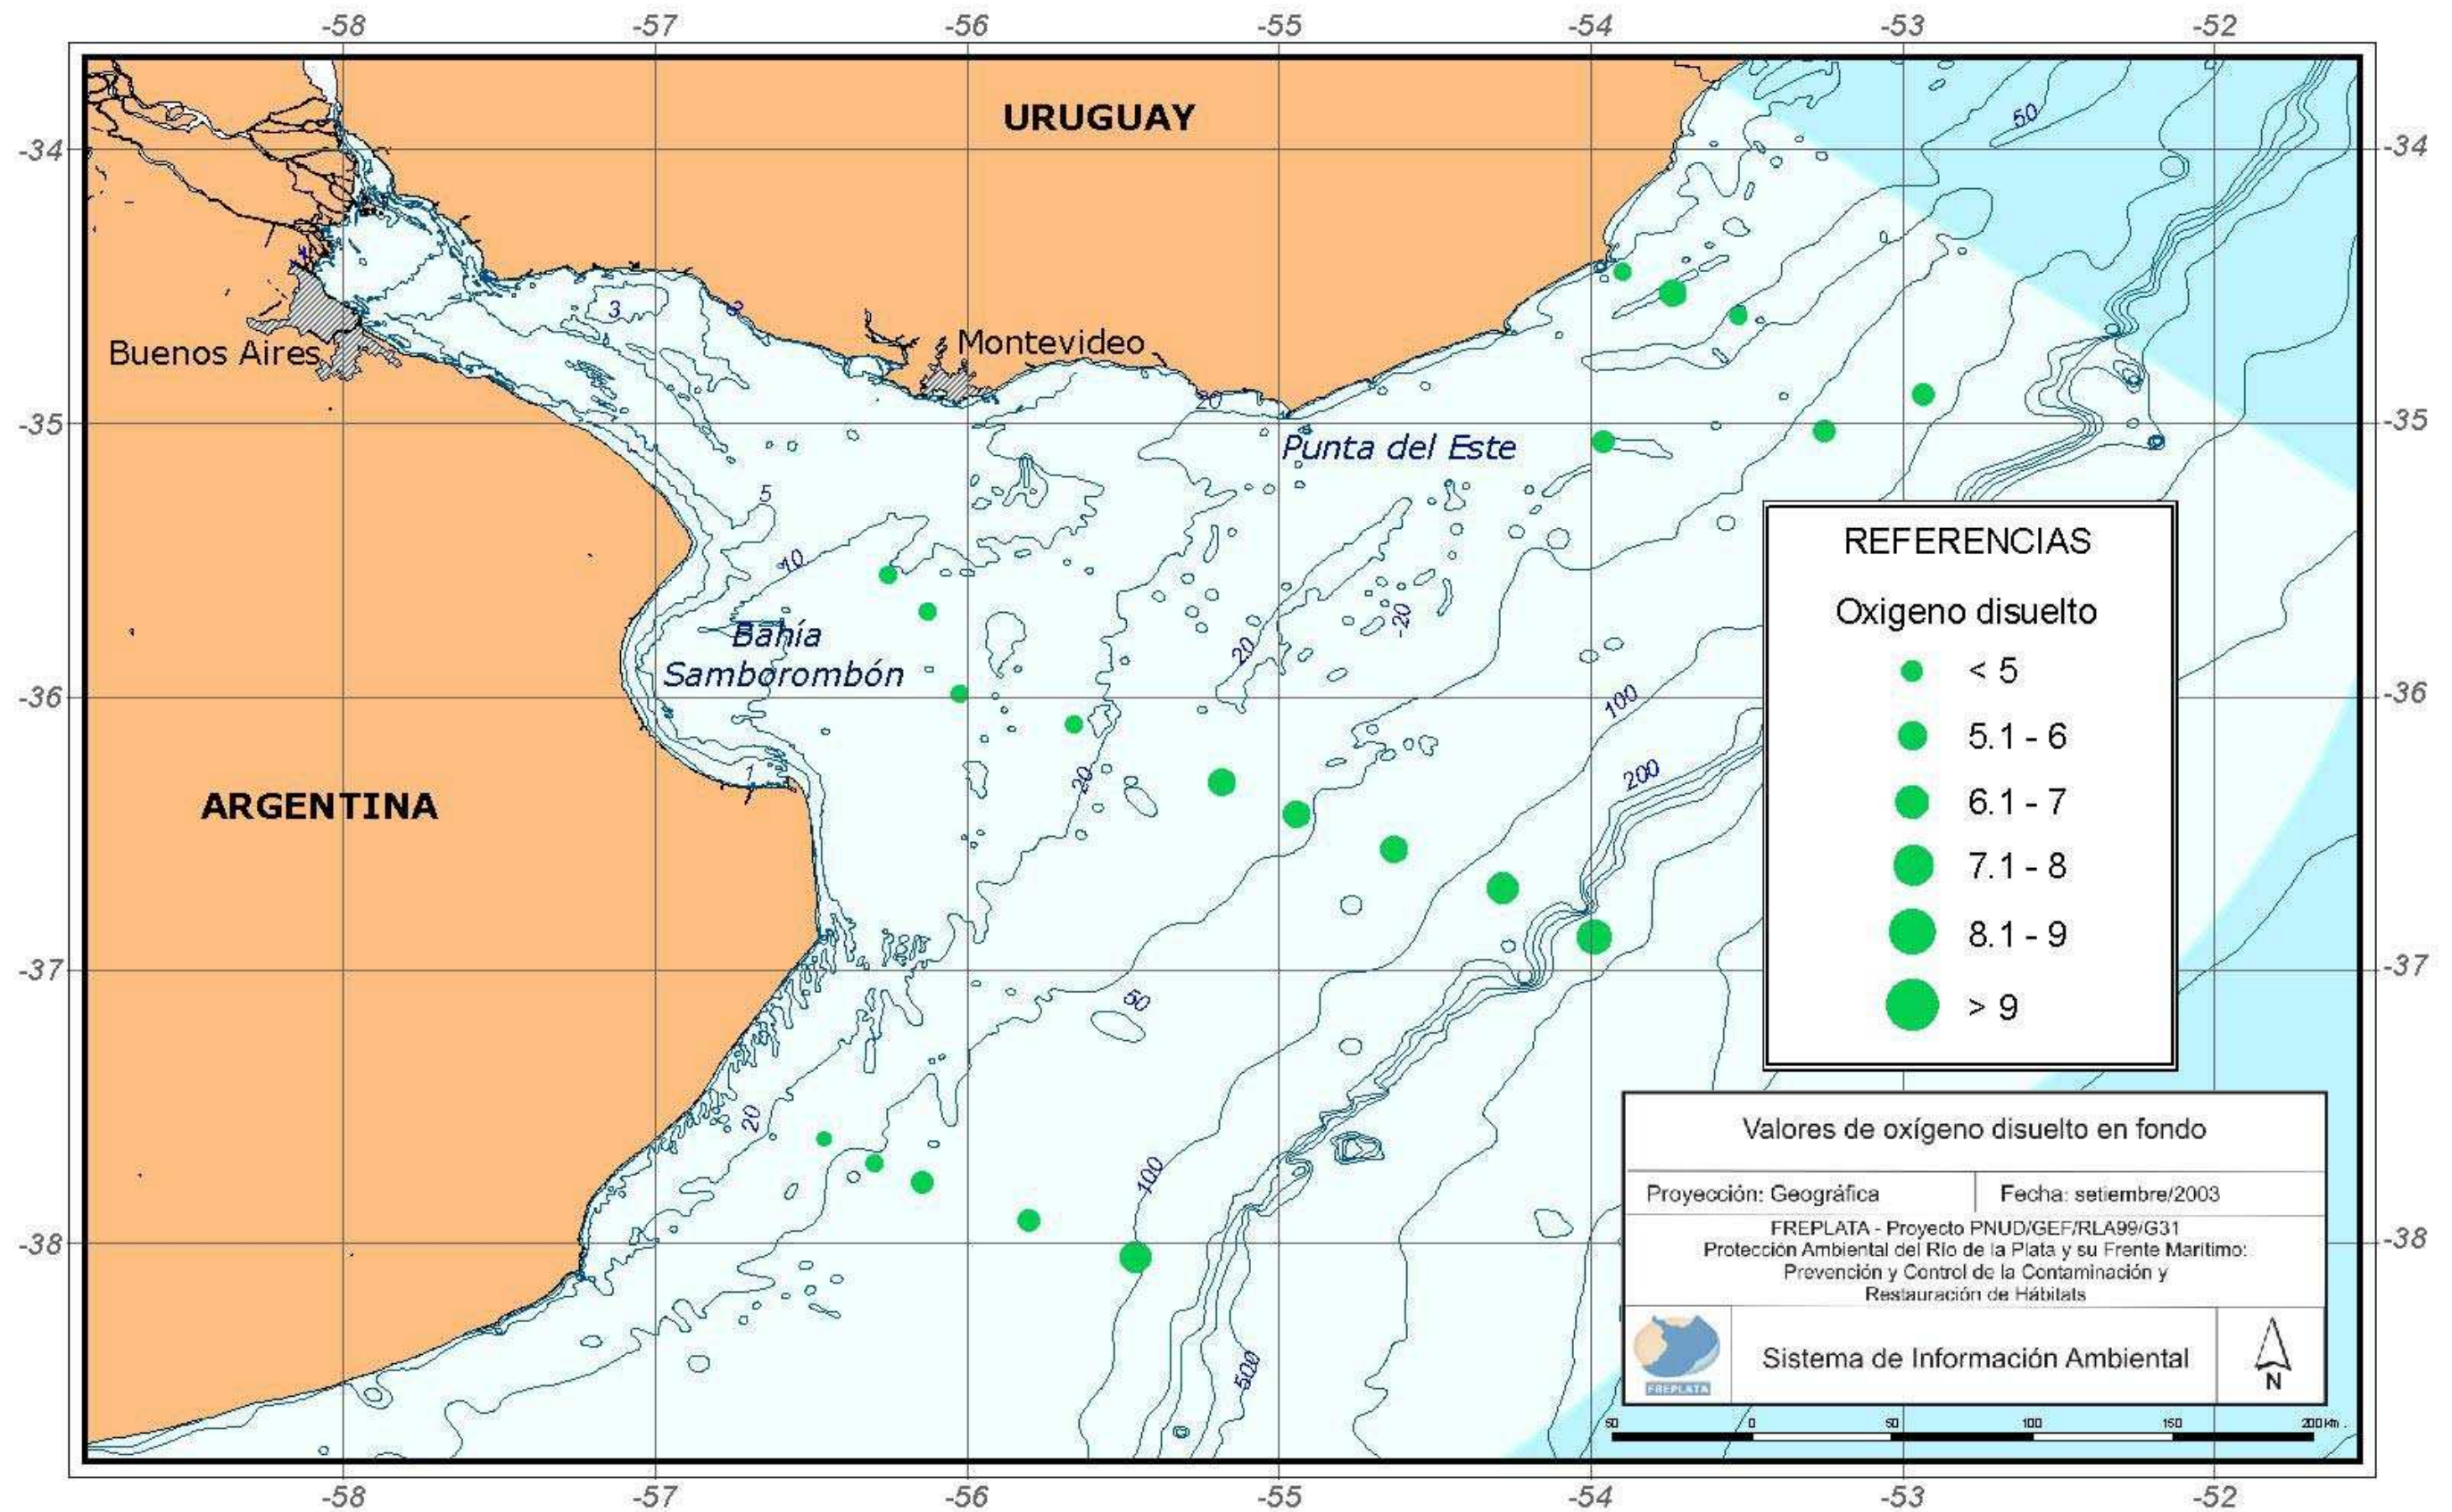 -58 -57 -56 -55 -54 -53 -52
URUGUAY
50
-34 -34
3
3
Montevideo
Buenos Aires
20
-35 -35
Punta del Este
5
10
REFERENCIAS
Oxigeno disuelto
< 5
5.1 - 6
6.1 - 7
7.1 - 8
8.1 - 9
> 9
-20
20
Bahía
Samborombón
-36 -36
100
200
1
20
ARGENTINA
-37 -37
50
20
100
Valores de oxígeno disuelto en fondo
Proyección: Geográfica Fecha: setiembre/2003
FREPLATA - Proyecto PNUD/GEF/RLA99/G31
Protección Ambiental del Río de la Plata y su Frente Marítimo:
Prevención y Control de la Contaminación y
Restauración de Hábitats
-38 -38
FREPLATA
Sistema de Información Ambiental
N
500
50 0 50 100 150 200 Km.
-58 -57 -56 -55 -54 -53 -52